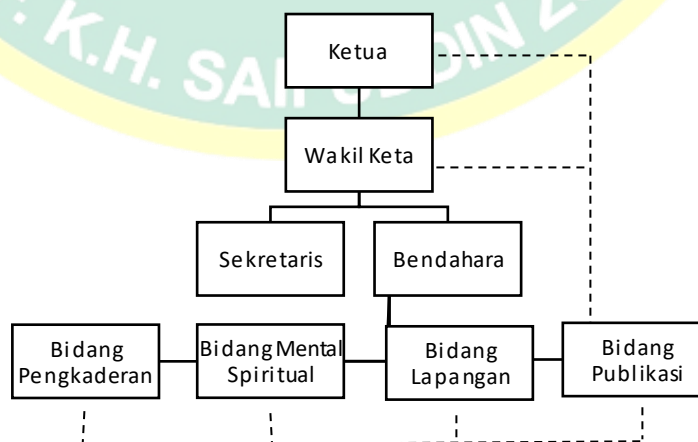 K.H. SAI
Ketua
Wakil Keta
Sekretaris
Bendahara
Bidang
Pengkaderan
Bidang Mental
Spiritual
Bidang
Lapangan
Bidang
Publikasi